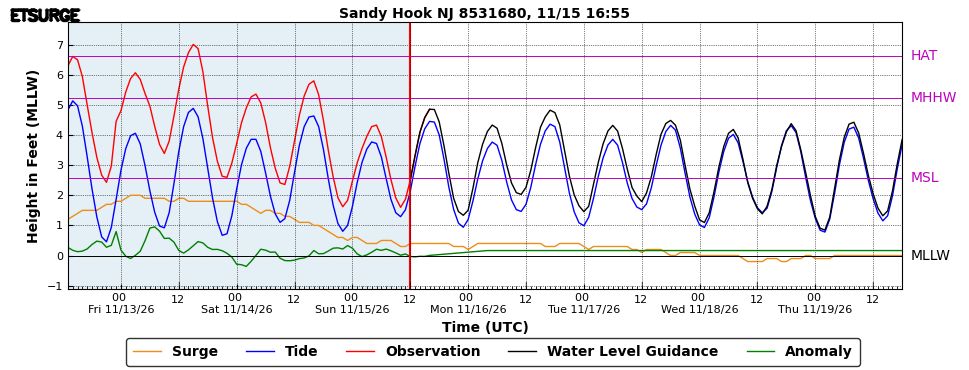 ETSURGE
Sandy Hook NJ 8531680, 11/15 16:55
Height in Feet (MLLW)
7
6
5
4
3
2
1
0
−1
HAT
MHHW
MSL
MLLW
00 12 00 12 00 12 00 12 00 12 00 12 00 12
Fri 11/13/26 Sat 11/14/26 Sun 11/15/26 Mon 11/16/26 Tue 11/17/26 Wed 11/18/26 Thu 11/19/26
Time (UTC)
Surge Tide Observation Water Level Guidance Anomaly